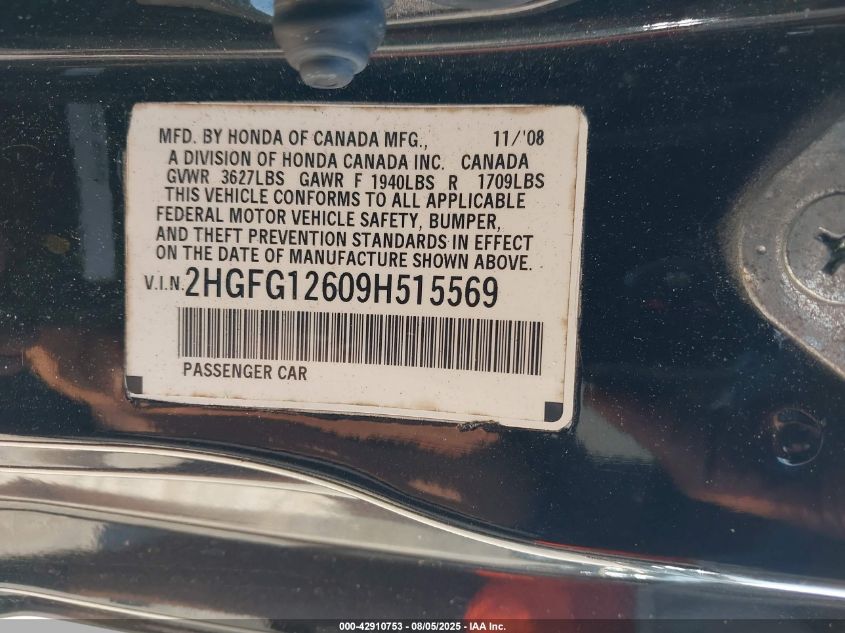 MFD. BY HONDA OF CANADA MFG., 11/'08
A DIVISION OF HONDA CANADA INC. CANADA
GVWR 3627LBS GAWR F 1940LBS R 1709LBS
THIS VEHICLE CONFORMS TO ALL APPLICABLE
FEDERAL MOTOR VEHICLE SAFETY, BUMPER,
AND THEFT PREVENTION STANDARDS IN EFFECT
ON THE DATE OF MANUFACTURE SHOWN ABOVE.
V.I.N. 2HGFG12609H515569
PASSENGER CAR
000-42910753 - 08/05/2025 - IAA Inc.